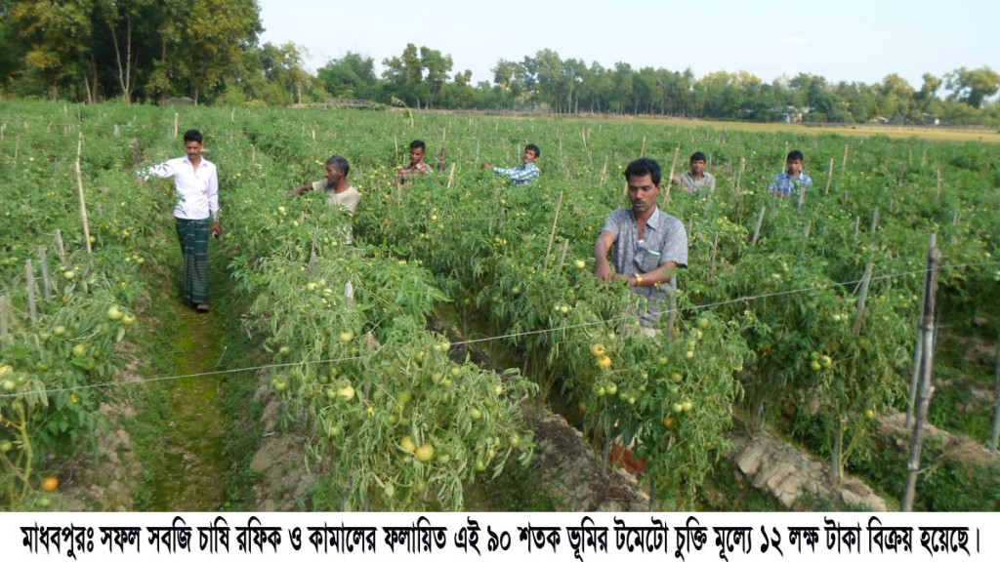 মাধবপুরঃ সফল সবজি চাষি রফিক ও কামালের ফলায়িত এই ৯০ শতক ভূমির টমেটো চুক্তি মূল্যে ১২ লক্ষ টাকা বিক্রয় হয়েছে।